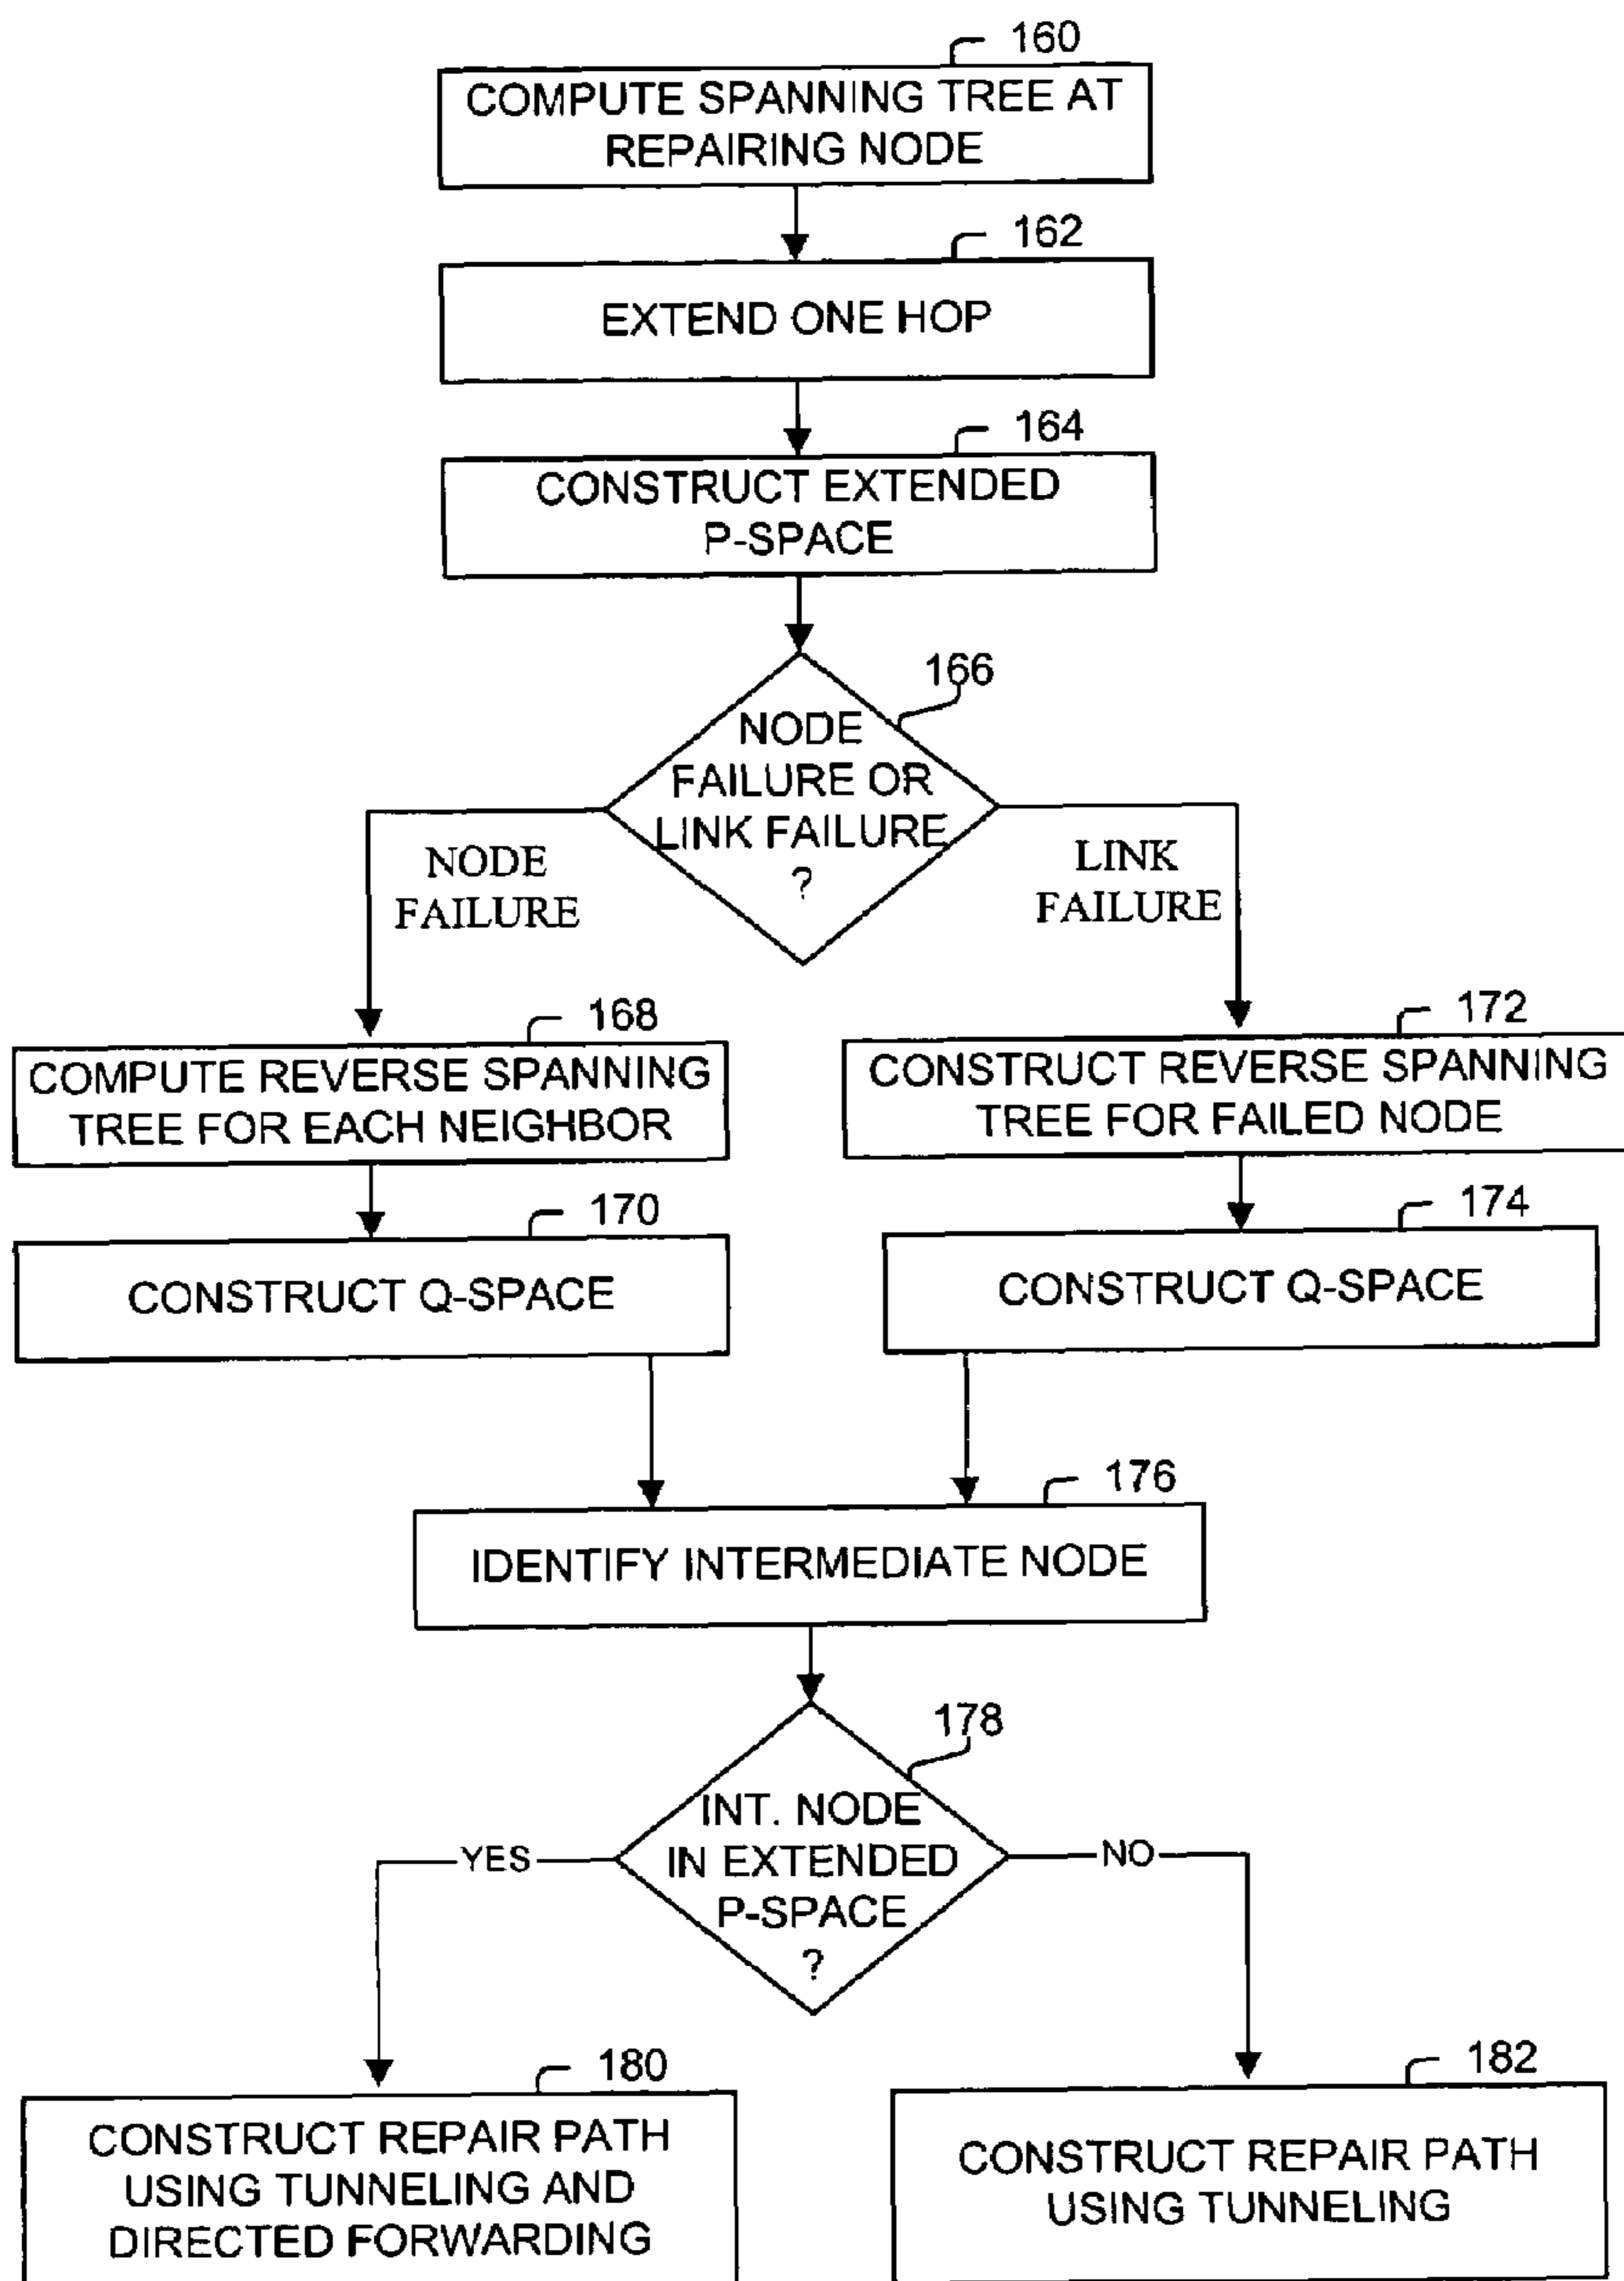 160
COMPUTE SPANNING TREE AT
REPAIRING NODE
162
EXTEND ONE HOP
164
CONSTRUCT EXTENDED
P-SPACE
166
NODE
FAILURE OR
LINK FAILURE
?
NODE
FAILURE
LINK
FAILURE
168
COMPUTE REVERSE SPANNING
TREE FOR EACH NEIGHBOR
172
CONSTRUCT REVERSE SPANNING
TREE FOR FAILED NODE
170
CONSTRUCT Q-SPACE
174
CONSTRUCT Q-SPACE
176
IDENTIFY INTERMEDIATE NODE
178
INT. NODE
IN EXTENDED
P-SPACE
?
YES
NO
180
CONSTRUCT REPAIR PATH
USING TUNNELING AND
DIRECTED FORWARDING
182
CONSTRUCT REPAIR PATH
USING TUNNELING